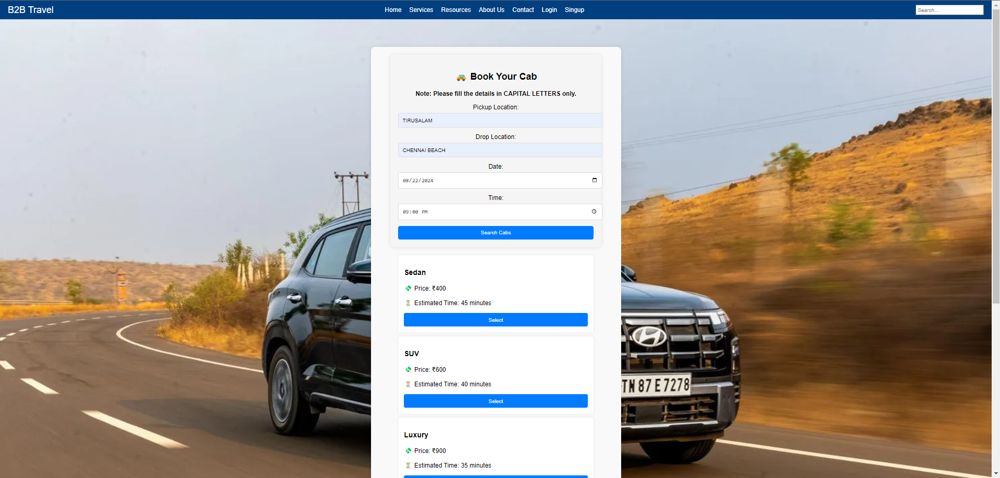 B2B Travel
Home Services Resources About Us Contact Login Singup
Search...
🚕 Book Your Cab
Note: Please fill the details in CAPITAL LETTERS only.
Pickup Location:
TIRUSALAM
Drop Location:
CHENNAI BEACH
Date:
08/22/2024
Time:
09:00 PM
Search Cabs
Sedan
💸 Price: ₹400
⏳ Estimated Time: 45 minutes
Select
SUV
💸 Price: ₹600
⏳ Estimated Time: 40 minutes
Select
TN 87 E 7278
Luxury
💸 Price: ₹900
⏳ Estimated Time: 35 minutes